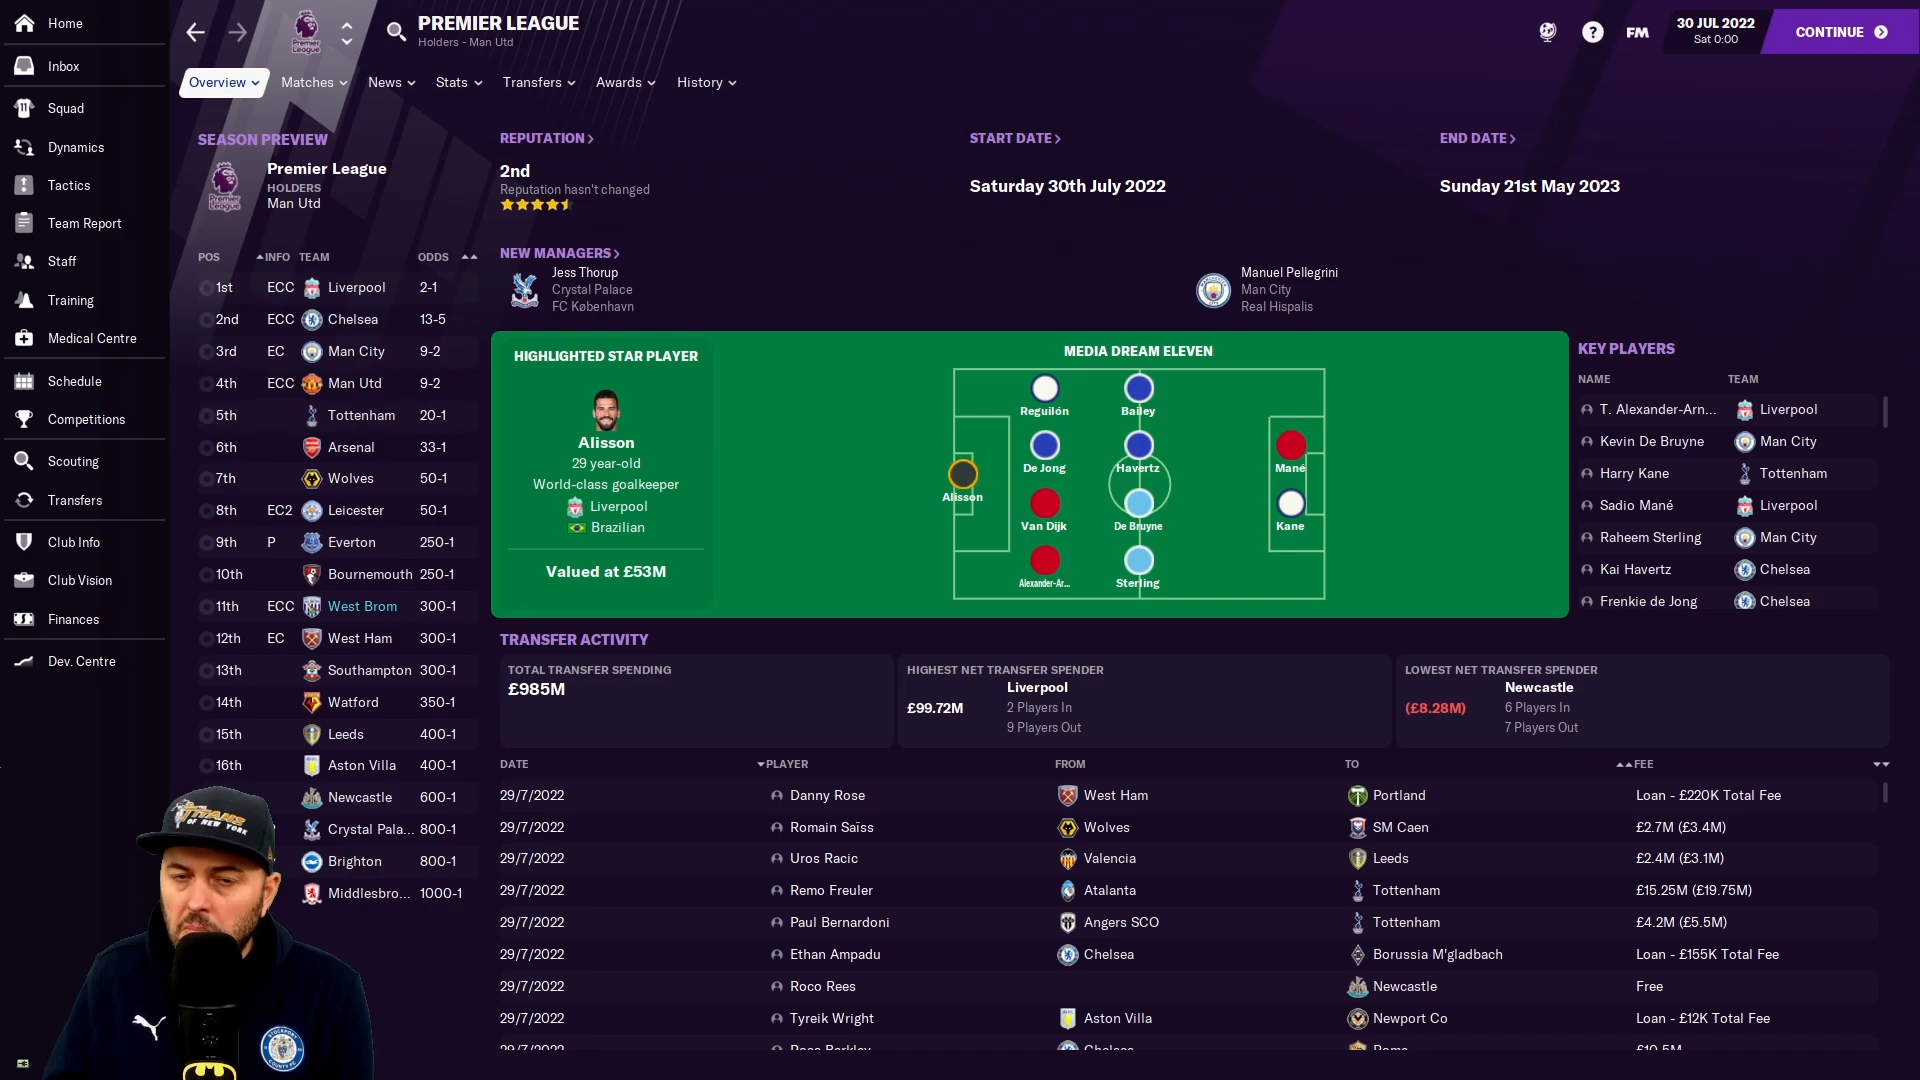 Home
Inbox
Squad
Dynamics
Tactics
Team Report
Staff
Training
Medical Centre
Schedule
Competitions
Scouting
Transfers
Club Info
Club Vision
Finances
Dev. Centre
PREMIER LEAGUE
Holders - Man Utd
FM
30 JUL 2022
Sat 0:00
CONTINUE
Overview
Matches
News
Stats
Transfers
Awards
History
SEASON PREVIEW
Premier League
HOLDERS
Man Utd
POS INFO TEAM ODDS
1st ECC Liverpool 2-1
2nd ECC Chelsea 13-5
3rd EC Man City 9-2
4th ECC Man Utd 9-2
5th Tottenham 20-1
6th Arsenal 33-1
7th Wolves 50-1
8th EC2 Leicester 50-1
9th P Everton 250-1
10th Bournemouth 250-1
11th ECC West Brom 300-1
12th EC West Ham 300-1
13th Southampton 300-1
14th Watford 350-1
15th Leeds 400-1
16th Aston Villa 400-1
Newcastle 600-1
Crystal Pala... 800-1
Brighton 800-1
Middlesbro... 1000-1
REPUTATION
2nd
Reputation hasn't changed
START DATE
Saturday 30th July 2022
END DATE
Sunday 21st May 2023
NEW MANAGERS
Jess Thorup
Crystal Palace
FC København
Manuel Pellegrini
Man City
Real Hispalis
HIGHLIGHTED STAR PLAYER
Alisson
29 year-old
World-class goalkeeper
Liverpool
Brazilian
Valued at £53M
MEDIA DREAM ELEVEN
Reguilón
Bailey
De Jong
Havertz
Mané
Alisson
Van Dijk
De Bruyne
Kane
Alexander-Ar...
Sterling
KEY PLAYERS
NAME TEAM
T. Alexander-Arn... Liverpool
Kevin De Bruyne Man City
Harry Kane Tottenham
Sadio Mané Liverpool
Raheem Sterling Man City
Kai Havertz Chelsea
Frenkie de Jong Chelsea
TRANSFER ACTIVITY
TOTAL TRANSFER SPENDING
£985M
HIGHEST NET TRANSFER SPENDER
Liverpool
£99.72M
2 Players In
9 Players Out
LOWEST NET TRANSFER SPENDER
Newcastle
(£8.28M)
6 Players In
7 Players Out
DATE PLAYER FROM TO FEE
29/7/2022 Danny Rose West Ham Portland Loan - £220K Total Fee
29/7/2022 Romain Saïss Wolves SM Caen £2.7M (£3.4M)
29/7/2022 Uros Racic Valencia Leeds £2.4M (£3.1M)
29/7/2022 Remo Freuler Atalanta Tottenham £15.25M (£19.75M)
29/7/2022 Paul Bernardoni Angers SCO Tottenham £4.2M (£5.5M)
29/7/2022 Ethan Ampadu Chelsea Borussia M'gladbach Loan - £155K Total Fee
29/7/2022 Roco Rees Newcastle Free
29/7/2022 Tyreik Wright Aston Villa Newport Co Loan - £12K Total Fee
TITANS
OF NEW YORK